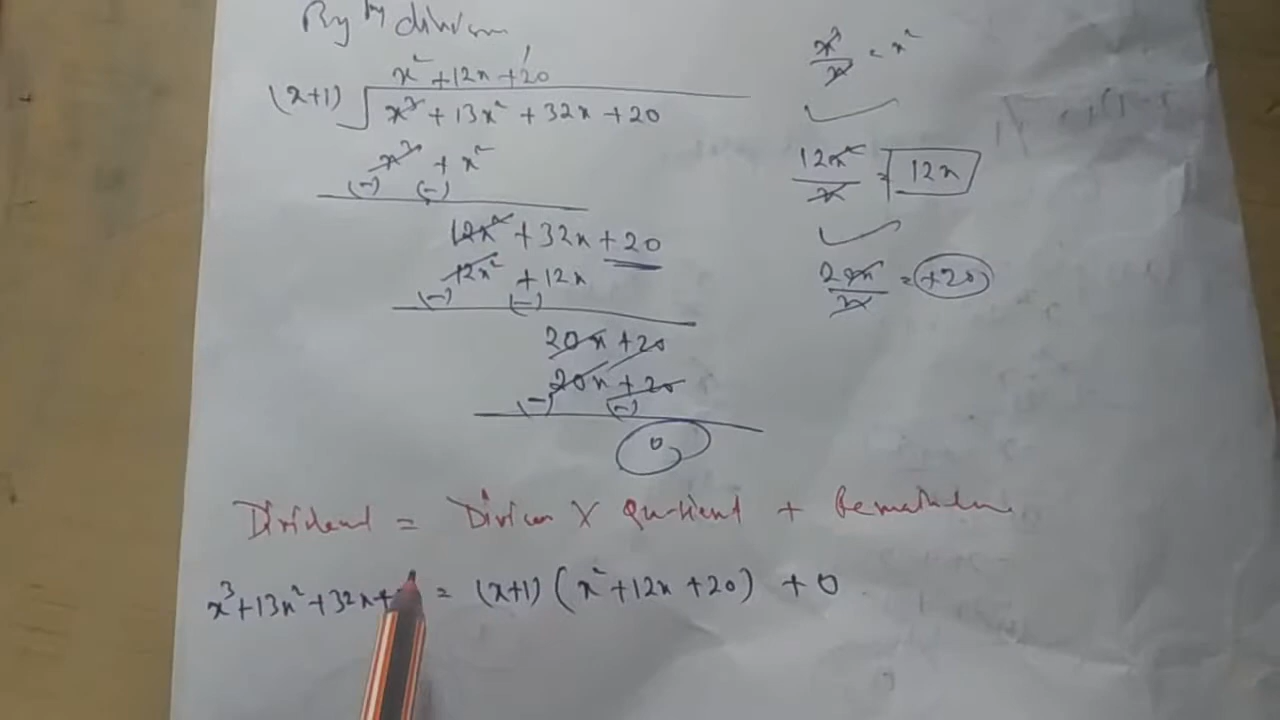 By division
x² + 12x + 20
(x+1) x³ + 13x² + 32x + 20
x³ + x²
(-) (-)
12x² + 32x + 20
12x² + 12x
(-) (-)
20x + 20
20x + 20
(-) (-)
0
x³/x = x²
12x²/x = 12x
20x/x = +20
Dividend = Divisor × Quotient + Remainder
x³+13x²+32x+ = (x+1) (x²+12x+20) + 0